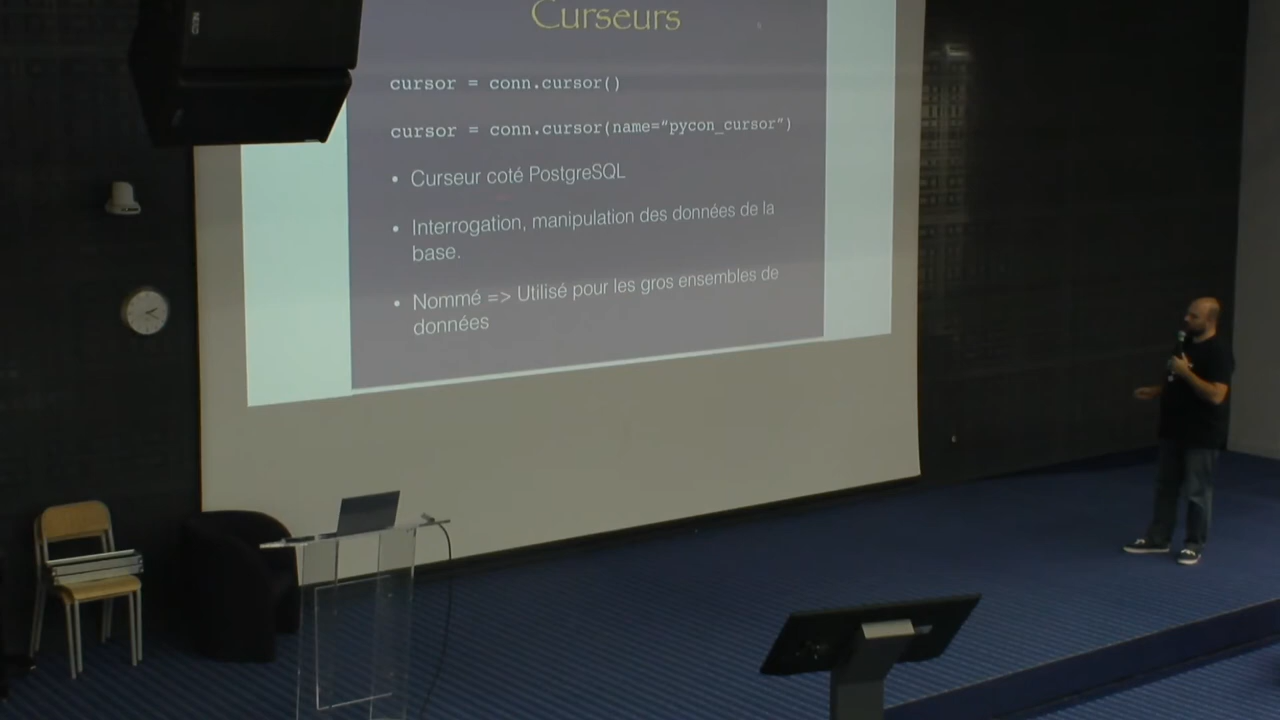 Curseurs
cursor = conn.cursor()
cursor = conn.cursor(name=“pycon_cursor”)
• Curseur coté PostgreSQL
• Interrogation, manipulation des données de la
base.
• Nommé => Utilisé pour les gros ensembles de
données